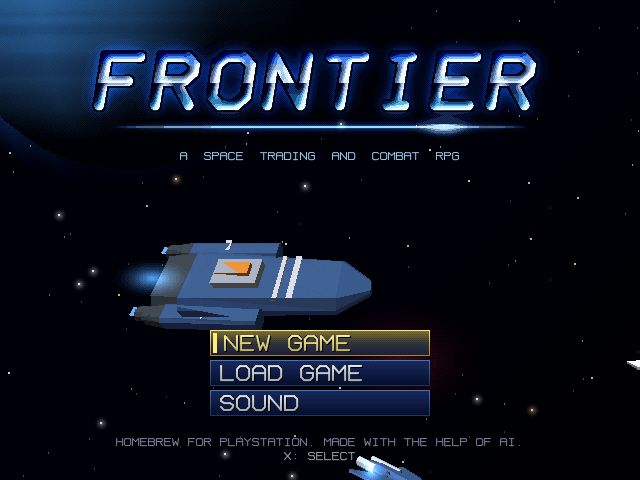 FRONTIER
A SPACE TRADING AND COMBAT RPG
NEW GAME
LOAD GAME
SOUND
HOMEBREW FOR PLAYSTATION. MADE WITH THE HELP OF AI.
X: SELECT